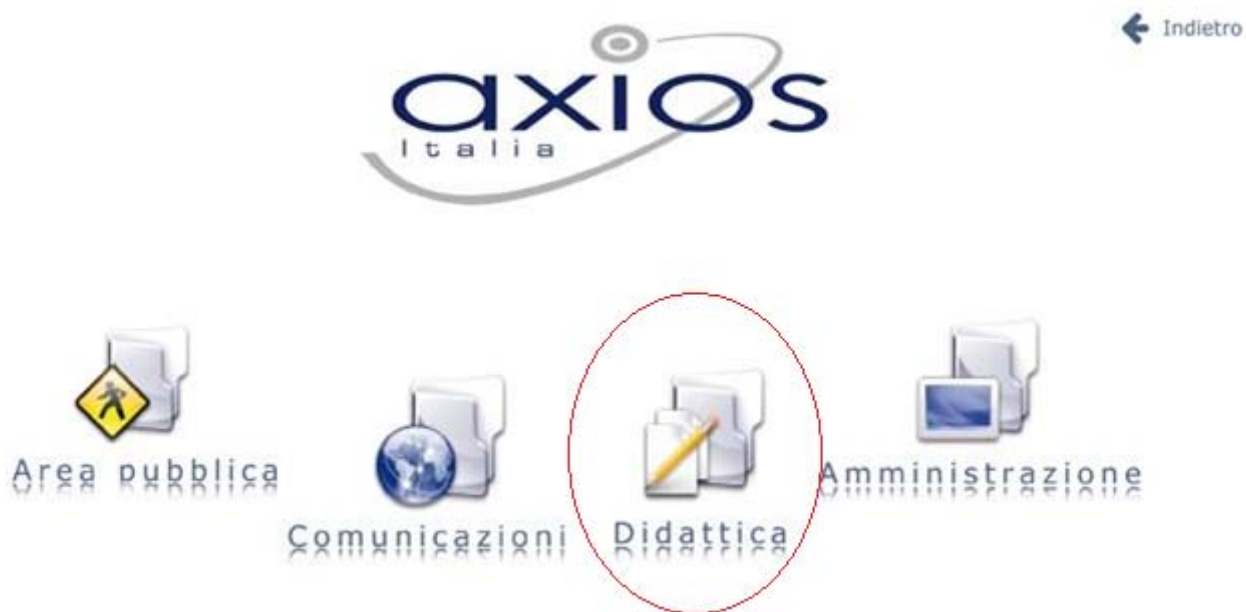 Indietro
axios
Italia
Area pubblica
Comunicazioni
Didattica
Amministrazione